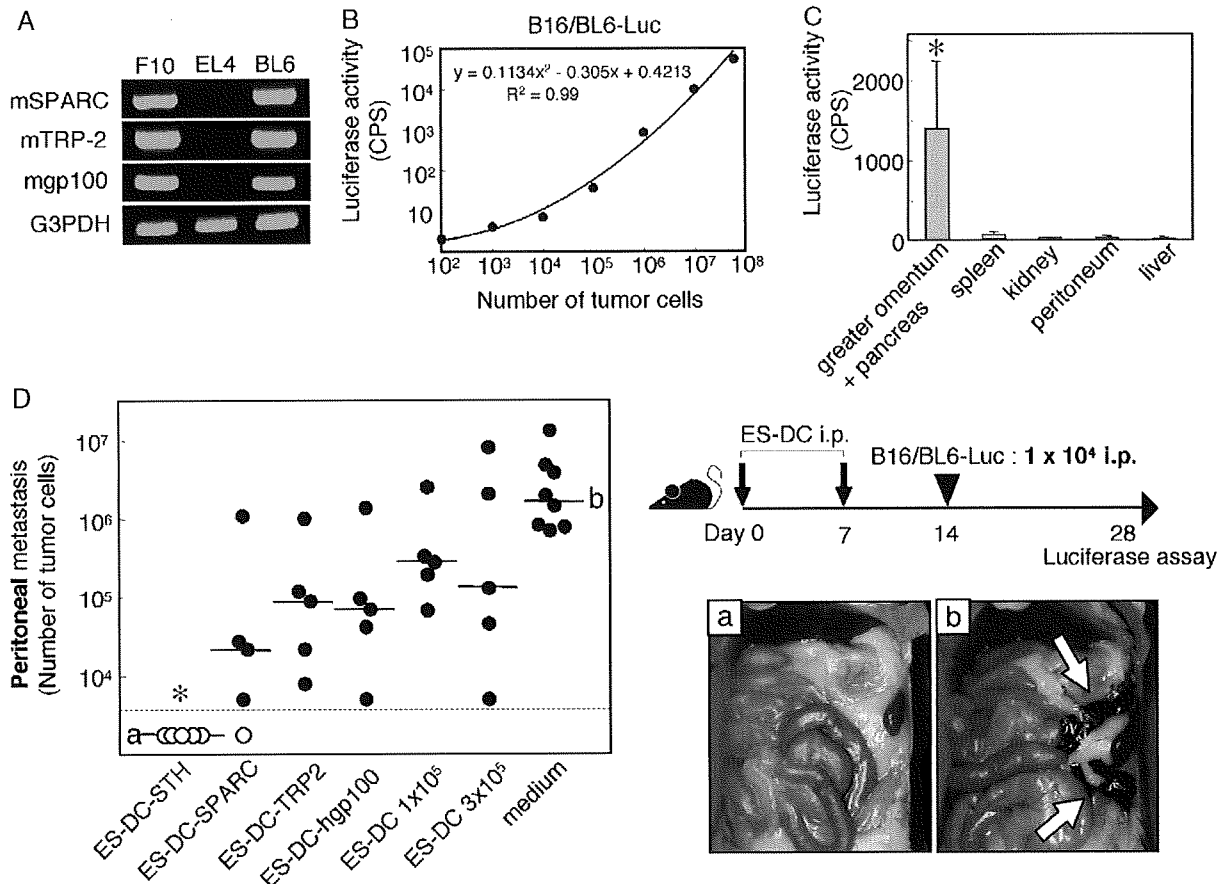 A
F10 EL4 BL6
mSPARC
mTRP-2
mgp100
G3PDH
B
B16/BL6-Luc
Luciferase activity
(CPS)
10⁵
10⁴
10³
10²
10
y = 0.1134x² - 0.305x + 0.4213
R² = 0.99
10² 10³ 10⁴ 10⁵ 10⁶ 10⁷ 10⁸
Number of tumor cells
C
Luciferase activity
(CPS)
2000
1000
0
*
greater omentum
+ pancreas
spleen
kidney
peritoneum
liver
D
Peritoneal metastasis
(Number of tumor cells)
10⁷
10⁶
10⁵
10⁴
*
a
b
ES-DC-STH
ES-DC-SPARC
ES-DC-TRP2
ES-DC-hgp100
ES-DC 1x10⁵
ES-DC 3x10⁵
medium
ES-DC i.p.
B16/BL6-Luc : 1 x 10⁴ i.p.
Day 0 7 14 28
Luciferase assay
a
b